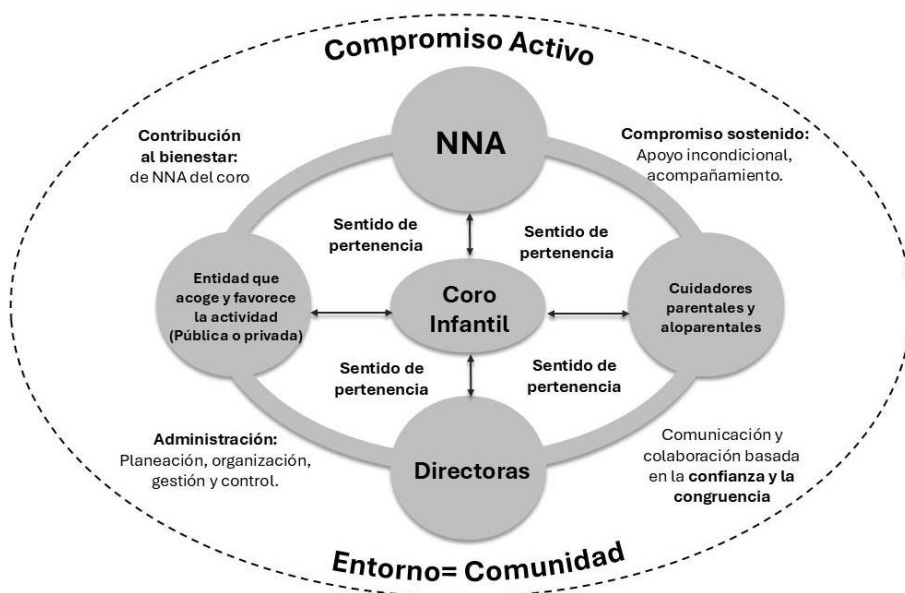 Compromiso Activo
NNA
Contribución
al bienestar:
de NNA del coro
Compromiso sostenido:
Apoyo incondicional,
acompañamiento.
Sentido de
pertenencia
Sentido de
pertenencia
Entidad que
acoge y favorece
la actividad
(Pública o privada)
Coro
Infantil
Cuidadores
parentales y
aloparentales
Sentido de
pertenencia
Sentido de
pertenencia
Administración:
Planeación, organización,
gestión y control.
Directoras
Comunicación y
colaboración basada
en la confianza y la
congruencia
Entorno= Comunidad